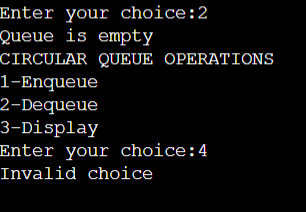 Enter your choice:2
Queue is empty
CIRCULAR QUEUE OPERATIONS
1-Enqueue
2-Dequeue
3-Display
Enter your choice:4
Invalid choice